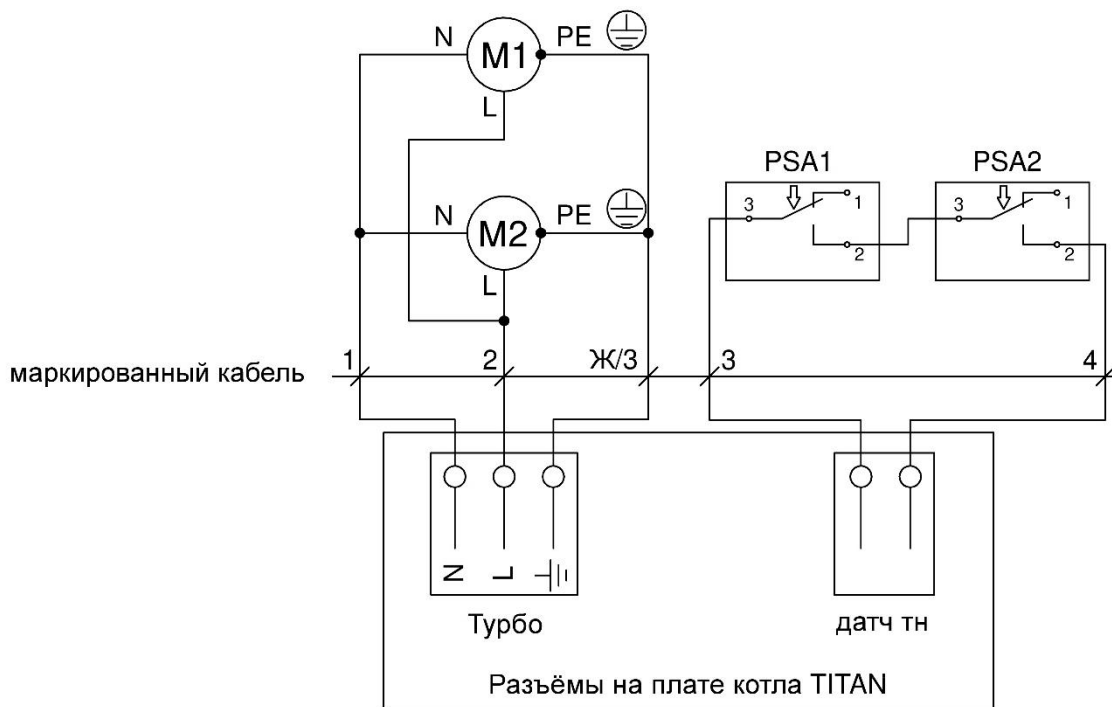 N M1 PE
L
PSA1 PSA2
N M2 PE
3 1 3 1
2 2
L
маркированный кабель 1 2 Ж/З 3 4
N L
Турбо датч тн
Разъёмы на плате котла TITAN